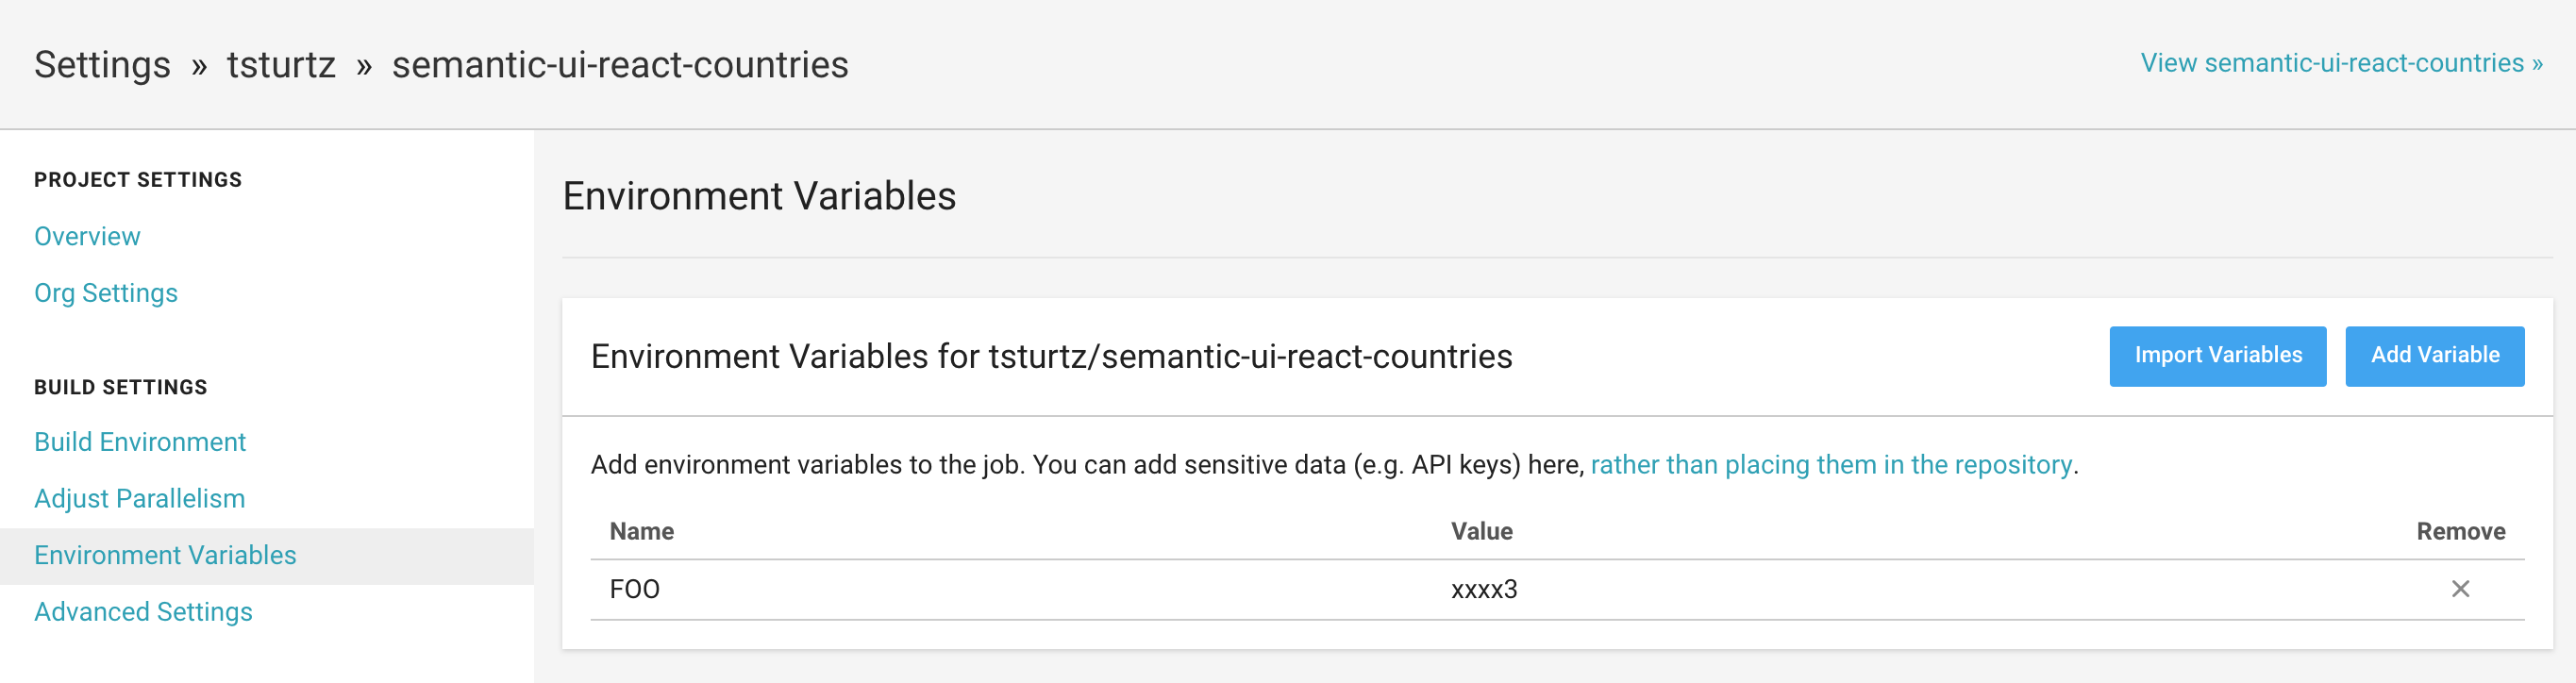 Settings » tsturtz » semantic-ui-react-countries
View semantic-ui-react-countries »
PROJECT SETTINGS
Overview
Org Settings
BUILD SETTINGS
Build Environment
Adjust Parallelism
Environment Variables
Advanced Settings
Environment Variables
Environment Variables for tsturtz/semantic-ui-react-countries
Import Variables
Add Variable
Add environment variables to the job. You can add sensitive data (e.g. API keys) here, rather than placing them in the repository.
Name Value Remove
FOO xxxx3 ×